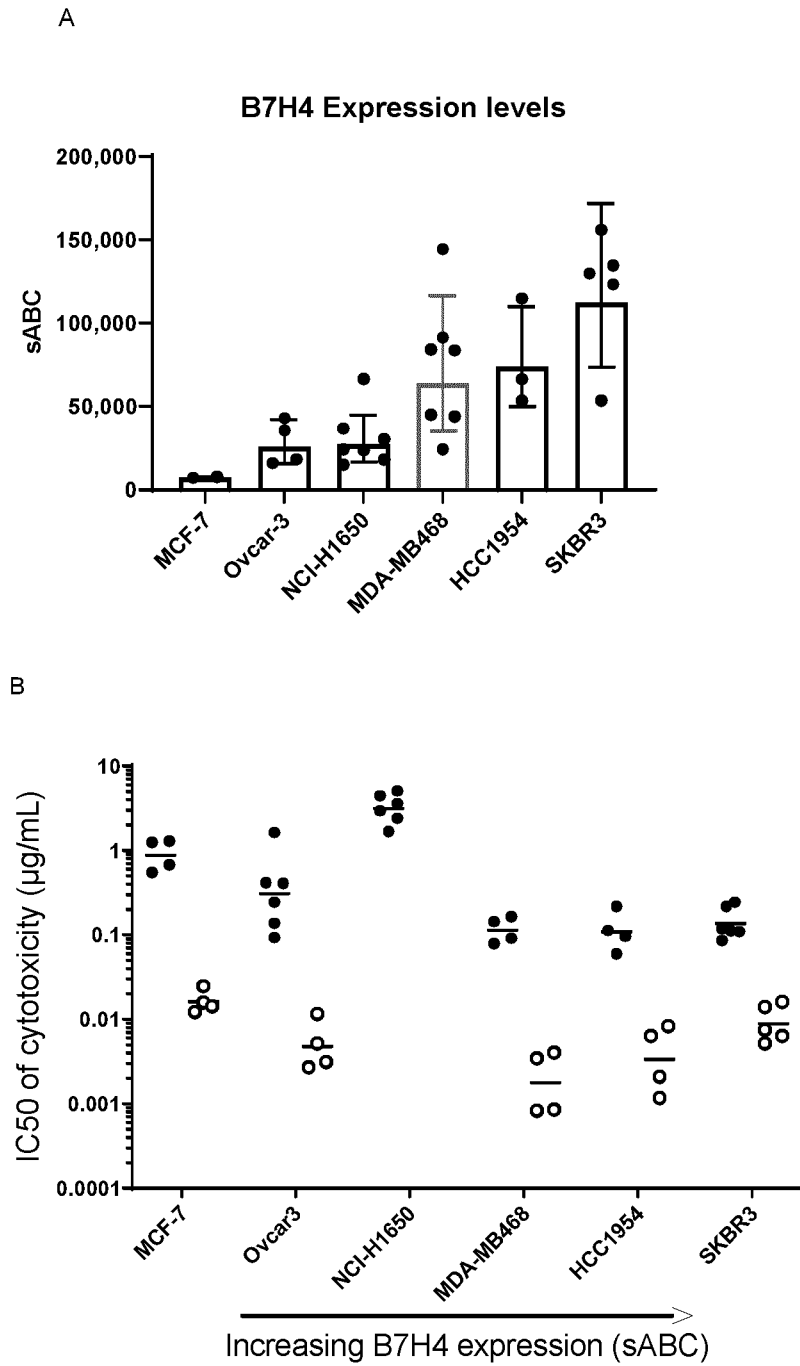 A
B7H4 Expression levels
200,000
150,000
100,000
50,000
0
sABC
MCF-7
Ovcar-3
NCI-H1650
MDA-MB468
HCC1954
SKBR3
B
10
1
0.1
0.01
0.001
0.0001
IC50 of cytotoxicity (µg/mL)
MCF-7
Ovcar3
NCI-H1650
MDA-MB468
HCC1954
SKBR3
Increasing B7H4 expression (sABC)